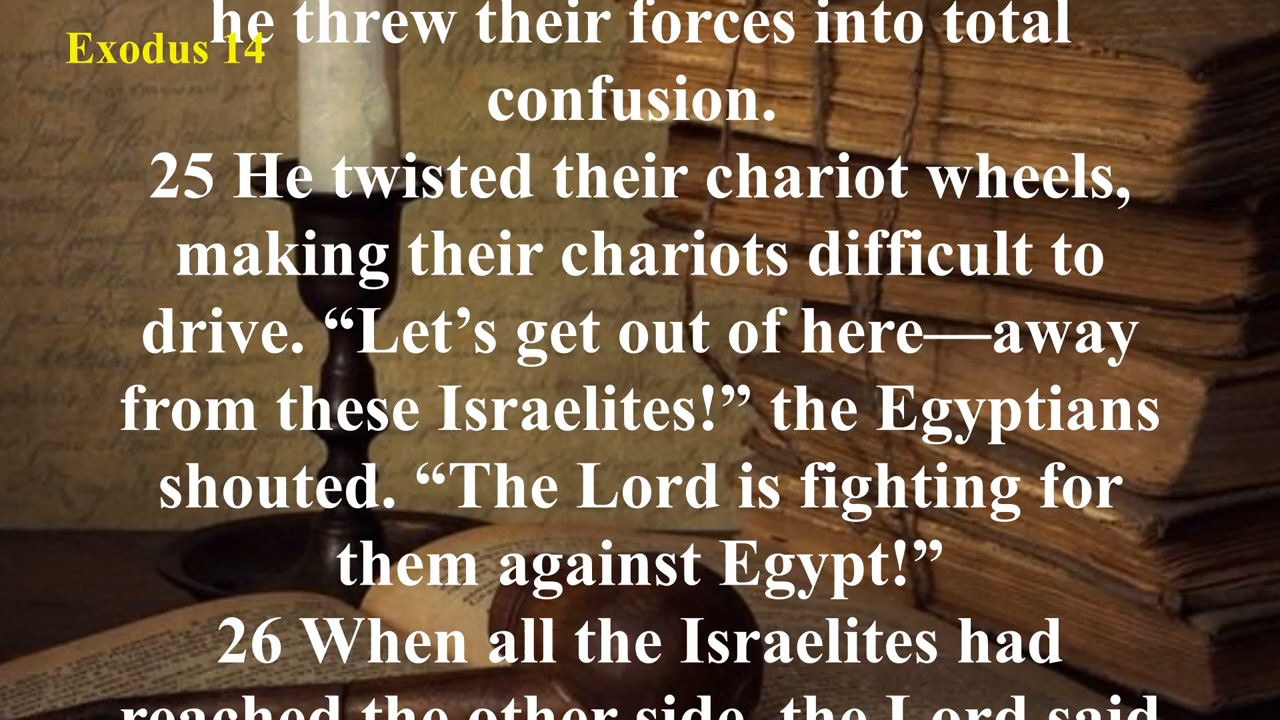 he threw their forces into total
Exodus 14
confusion.
25 He twisted their chariot wheels,
making their chariots difficult to
drive. “Let’s get out of here—away
from these Israelites!” the Egyptians
shouted. “The Lord is fighting for
them against Egypt!”
26 When all the Israelites had
reached the other side, the Lord said